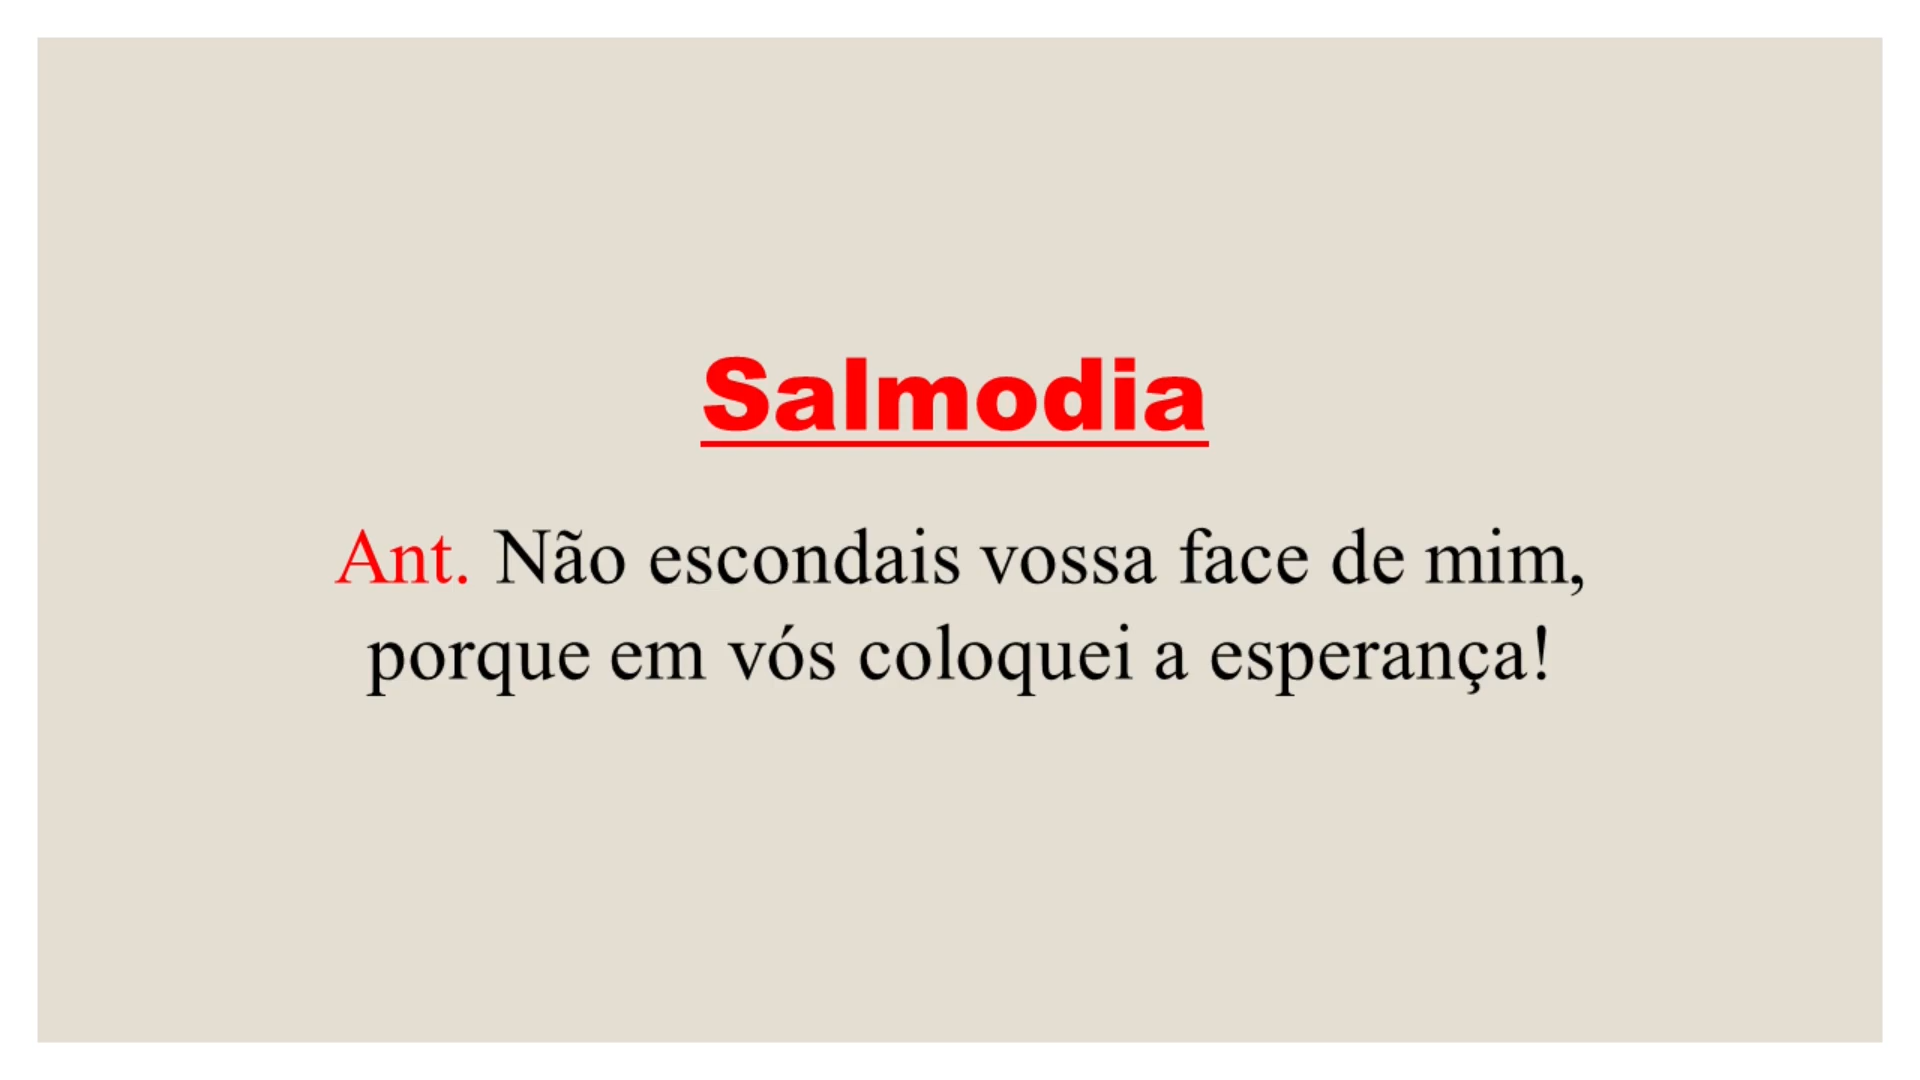 Salmodia
Ant. Não escondais vossa face de mim,
porque em vós coloquei a esperança!